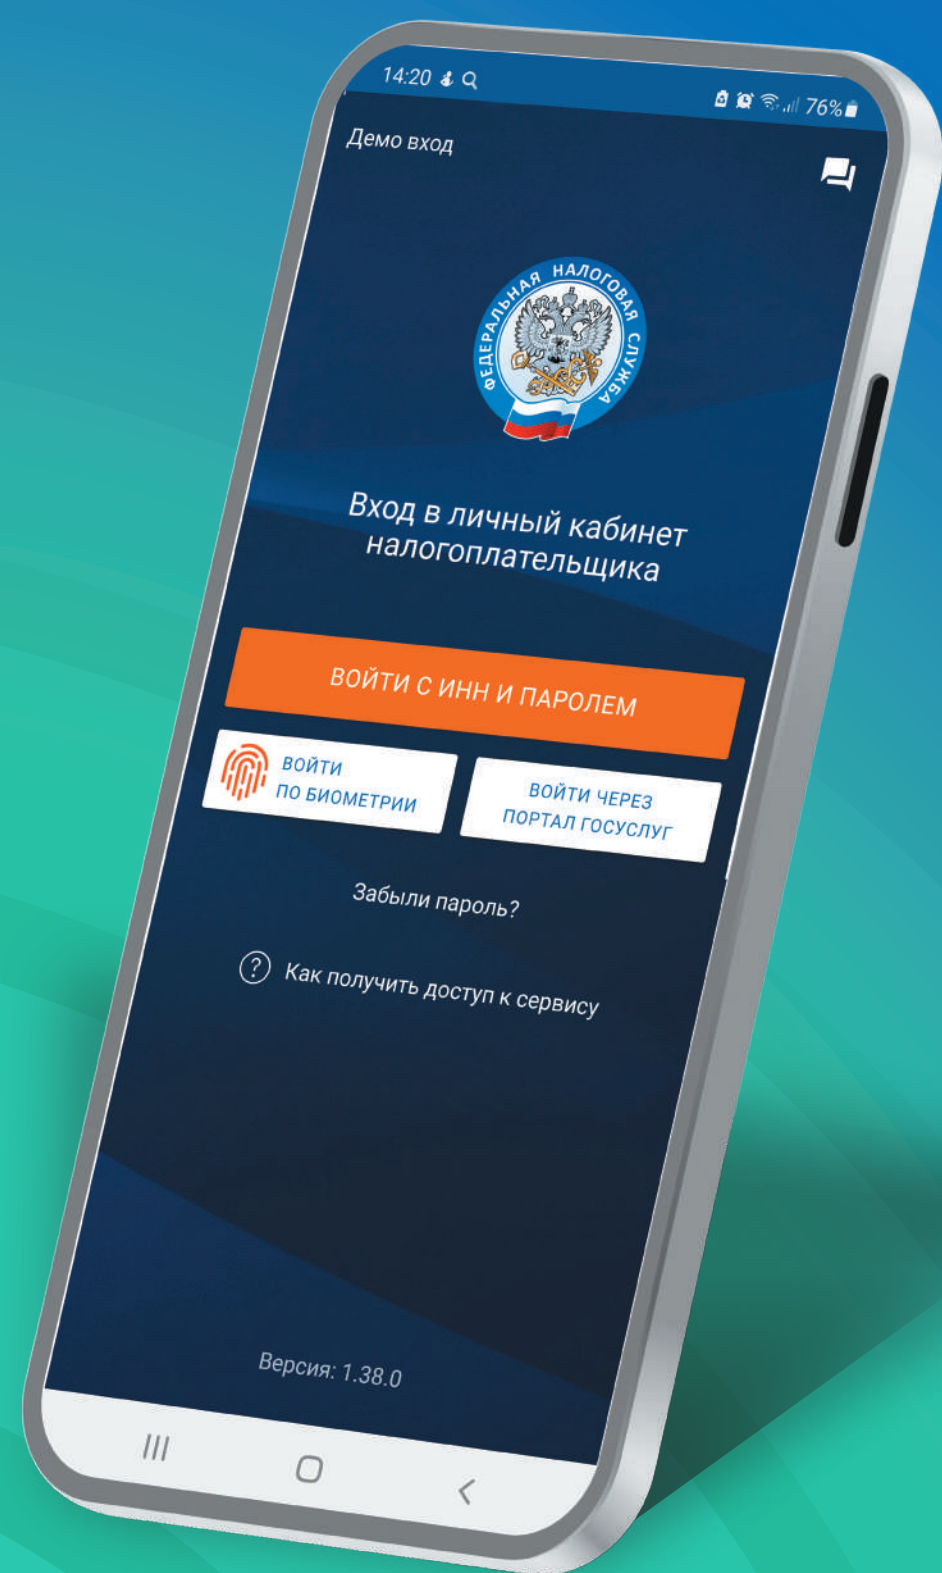 14:20
76%
Демо вход
ФЕДЕРАЛЬНАЯ НАЛОГОВАЯ СЛУЖБА
Вход в личный кабинет
налогоплательщика
ВОЙТИ С ИНН И ПАРОЛЕМ
ВОЙТИ
ПО БИОМЕТРИИ
ВОЙТИ ЧЕРЕЗ
ПОРТАЛ ГОСУСЛУГ
Забыли пароль?
? Как получить доступ к сервису
Версия: 1.38.0